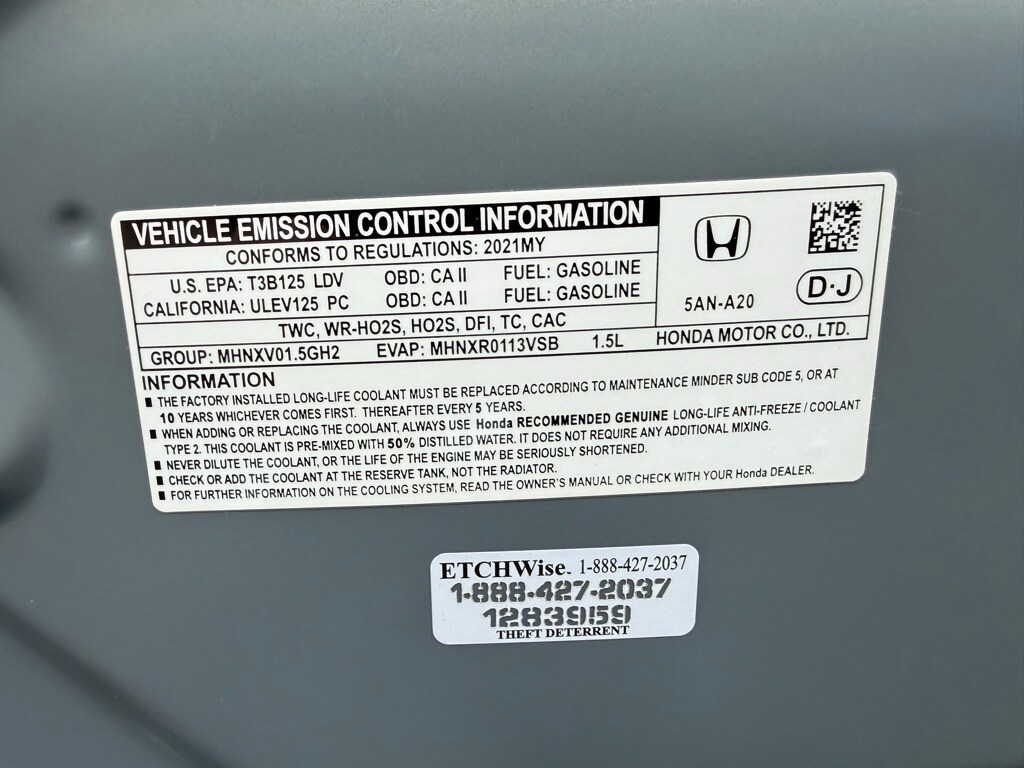 VEHICLE EMISSION CONTROL INFORMATION
CONFORMS TO REGULATIONS: 2021MY
U.S. EPA: T3B125 LDV OBD: CA II FUEL: GASOLINE
CALIFORNIA: ULEV125 PC OBD: CA II FUEL: GASOLINE
TWC, WR-HO2S, HO2S, DFI, TC, CAC
GROUP: MHNXV01.5GH2 EVAP: MHNXR0113VSB 1.5L
5AN-A20
D·J
HONDA MOTOR CO., LTD.
INFORMATION
■ THE FACTORY INSTALLED LONG-LIFE COOLANT MUST BE REPLACED ACCORDING TO MAINTENANCE MINDER SUB CODE 5, OR AT
10 YEARS WHICHEVER COMES FIRST. THEREAFTER EVERY 5 YEARS.
■ WHEN ADDING OR REPLACING THE COOLANT, ALWAYS USE Honda RECOMMENDED GENUINE LONG-LIFE ANTI-FREEZE / COOLANT
TYPE 2. THIS COOLANT IS PRE-MIXED WITH 50% DISTILLED WATER. IT DOES NOT REQUIRE ANY ADDITIONAL MIXING.
■ NEVER DILUTE THE COOLANT, OR THE LIFE OF THE ENGINE MAY BE SERIOUSLY SHORTENED.
■ CHECK OR ADD THE COOLANT AT THE RESERVE TANK, NOT THE RADIATOR.
■ FOR FURTHER INFORMATION ON THE COOLING SYSTEM, READ THE OWNER'S MANUAL OR CHECK WITH YOUR Honda DEALER.
ETCHWise. 1-888-427-2037
1-888-427-2037
1283959
THEFT DETERRENT